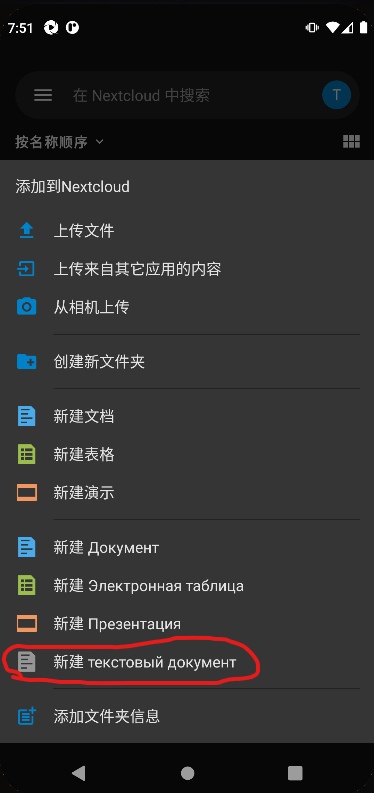 7:51
在 Nextcloud 中搜索
T
按名称顺序
添加到Nextcloud
上传文件
上传来自其它应用的内容
从相机上传
创建新文件夹
新建文档
新建表格
新建演示
新建 Документ
新建 Электронная таблица
新建 Презентация
新建 текстовый документ
添加文件夹信息